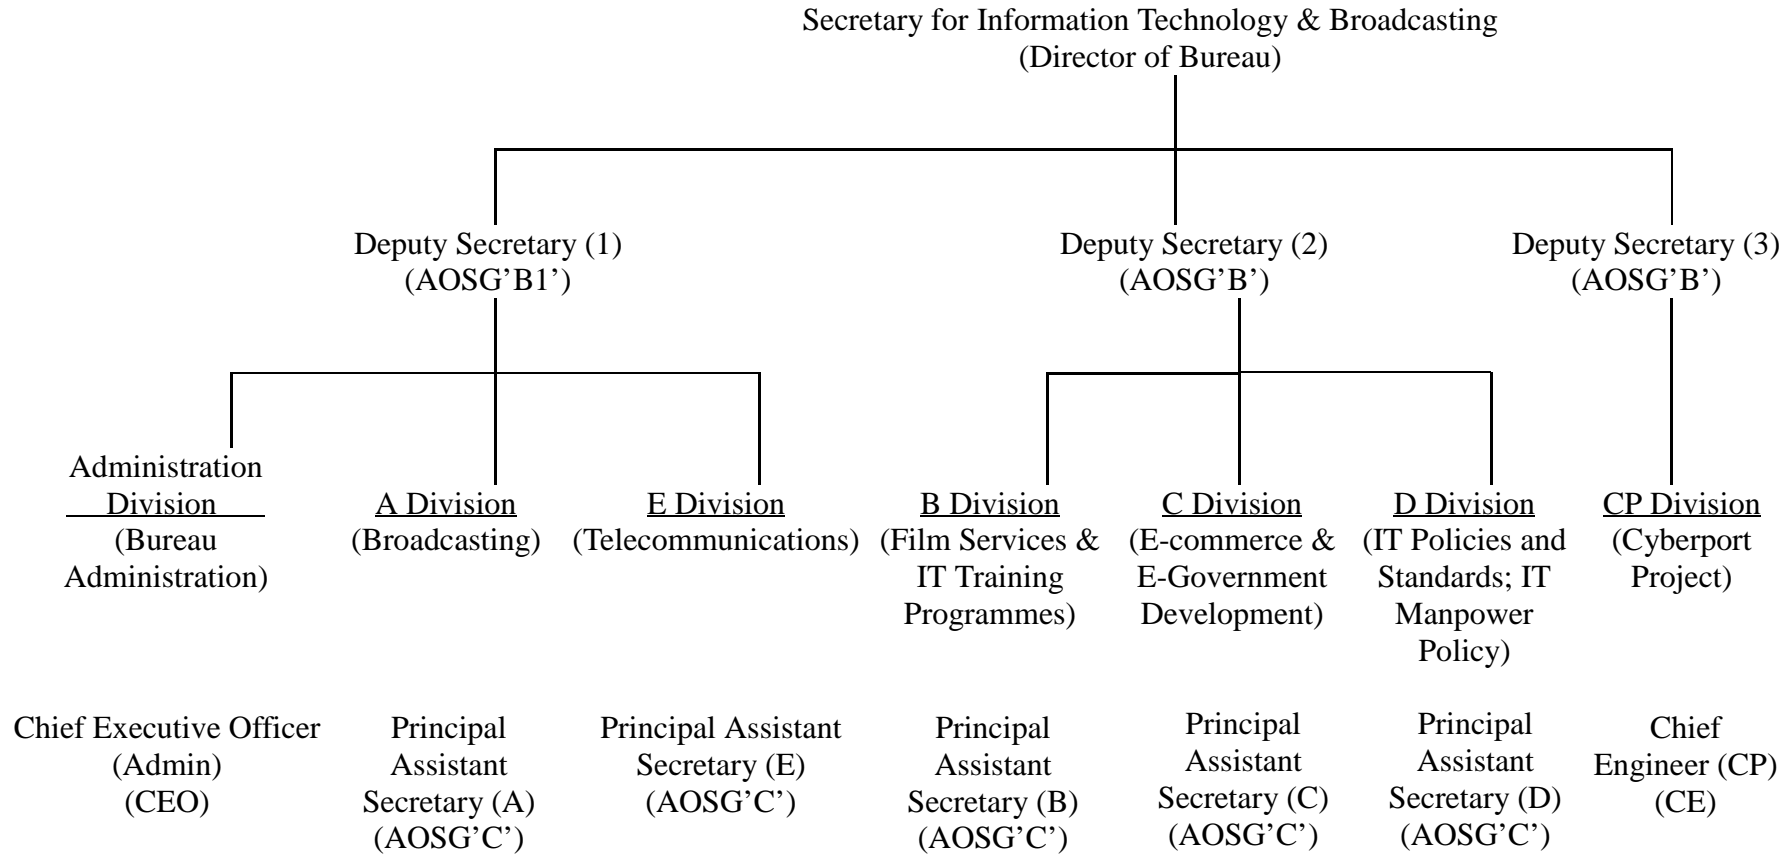 Secretary for Information Technology & Broadcasting
(Director of Bureau)
Deputy Secretary (1)
(AOSG’B1’)
Deputy Secretary (2)
(AOSG’B’)
Deputy Secretary (3)
(AOSG’B’)
Administration
Division
(Bureau
Administration)
A Division
(Broadcasting)
E Division
(Telecommunications)
B Division
(Film Services &
IT Training
Programmes)
C Division
(E-commerce &
E-Government
Development)
D Division
(IT Policies and
Standards; IT
Manpower
Policy)
CP Division
(Cyberport
Project)
Chief Executive Officer
(Admin)
(CEO)
Principal
Assistant
Secretary (A)
(AOSG’C’)
Principal Assistant
Secretary (E)
(AOSG’C’)
Principal
Assistant
Secretary (B)
(AOSG’C’)
Principal
Assistant
Secretary (C)
(AOSG’C’)
Principal
Assistant
Secretary (D)
(AOSG’C’)
Chief
Engineer (CP)
(CE)